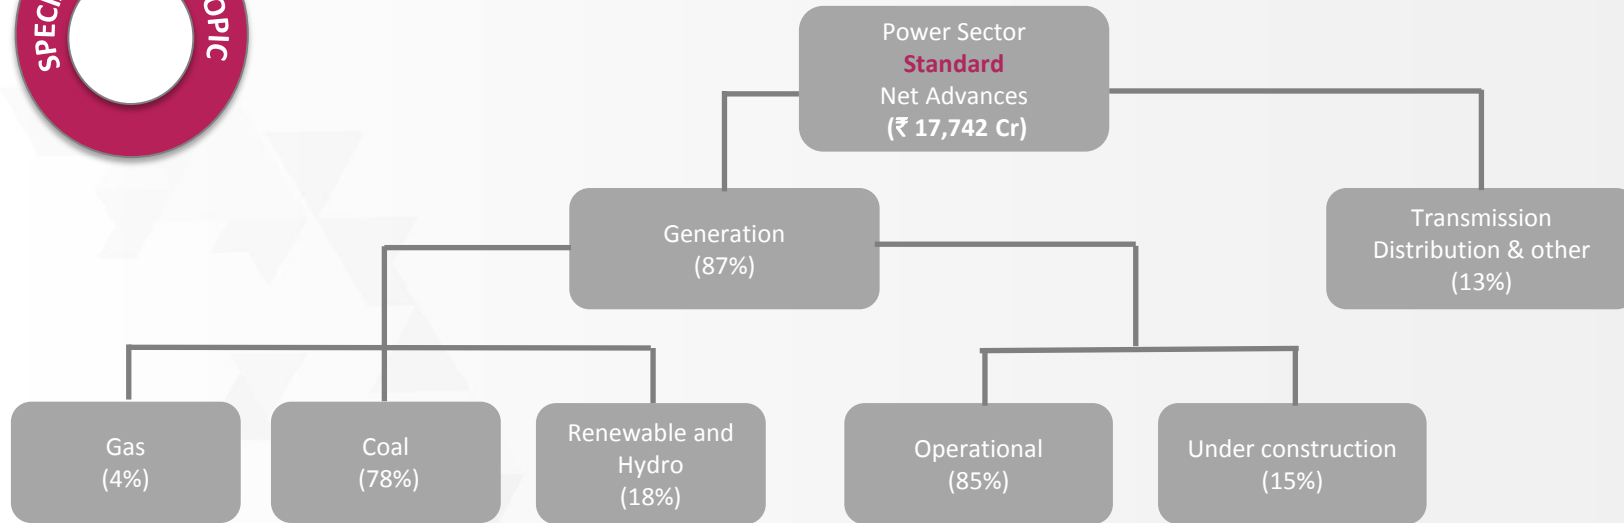 OPIC
Power Sector
Standard
Net Advances
(₹ 17,742 Cr)
Generation
(87%)
Transmission
Distribution & other
(13%)
Gas
(4%)
Coal
(78%)
Renewable and
Hydro
(18%)
Operational
(85%)
Under construction
(15%)